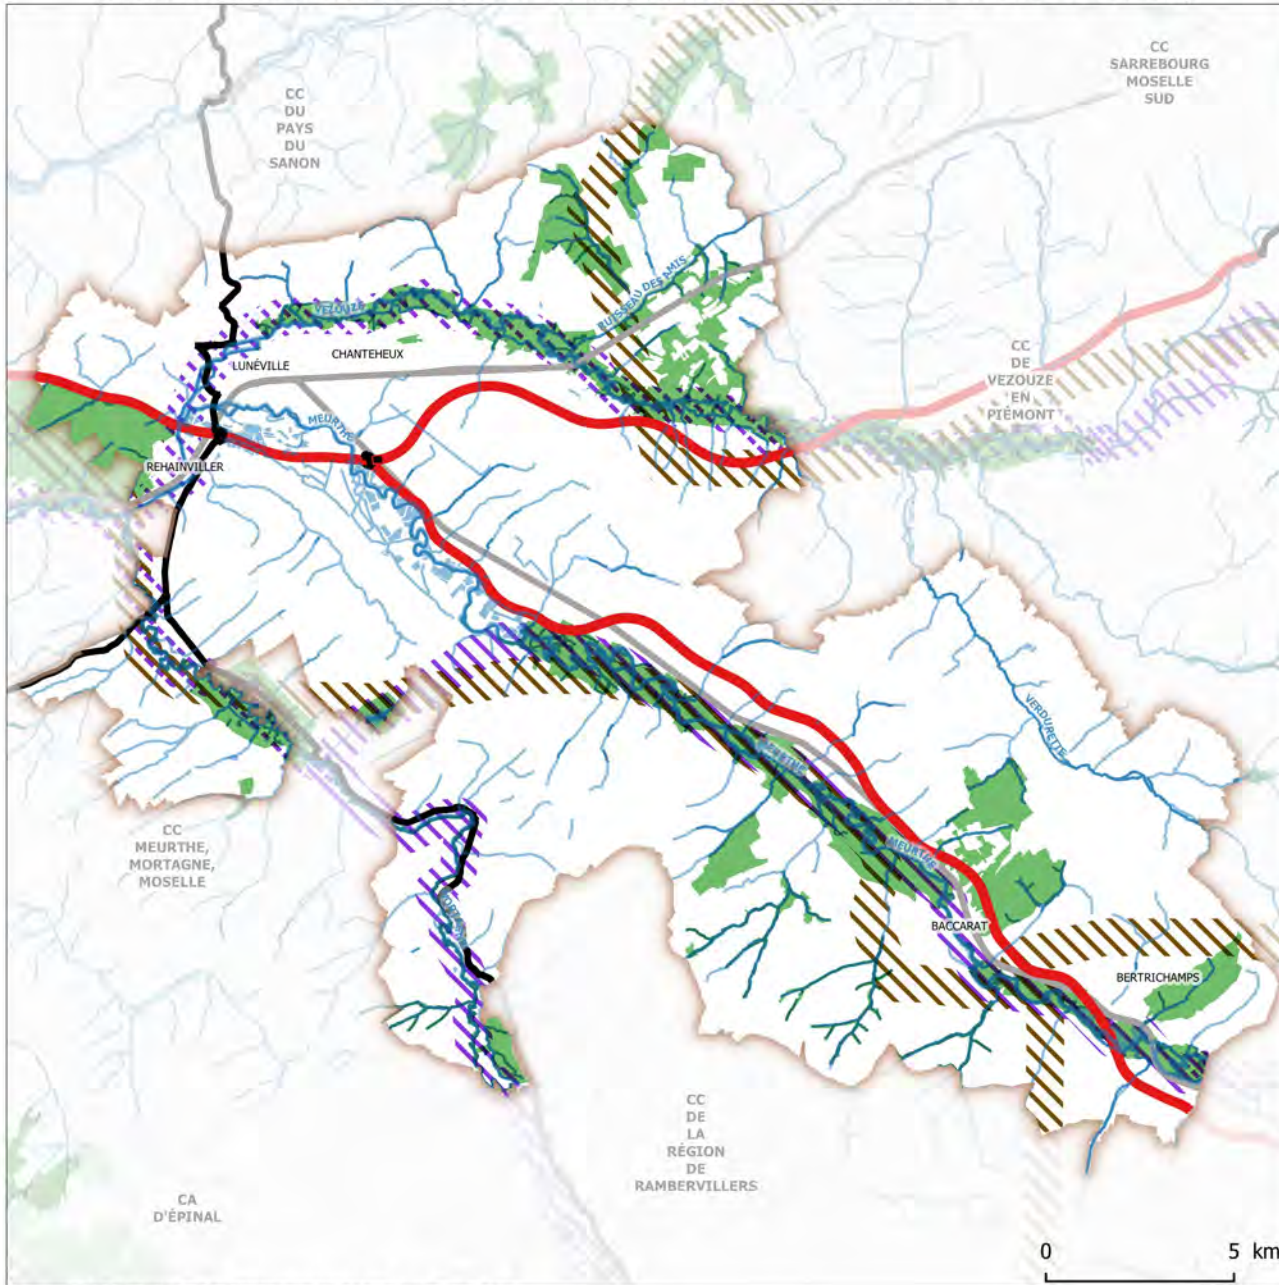 CC
SARREBOURG
MOSELLE
SUD
CC
DU
PAYS
DU
SANON
RUISSEAU DES AMIS
VEZOUZE
CHANTEHEUX
LUNÉVILLE
CC
DE
VEZOUZE
EN
PIÉMONT
MEURTHE
REHAINVILLER
VERDURETTE
MEURTHE
CC
MEURTHE,
MORTAGNE,
MOSELLE
MEURTHE
BACCARAT
BERTRICHAMPS
CC
DE
LA
RÉGION
DE
RAMBERVILLERS
CA
D'ÉPINAL
0 5 km